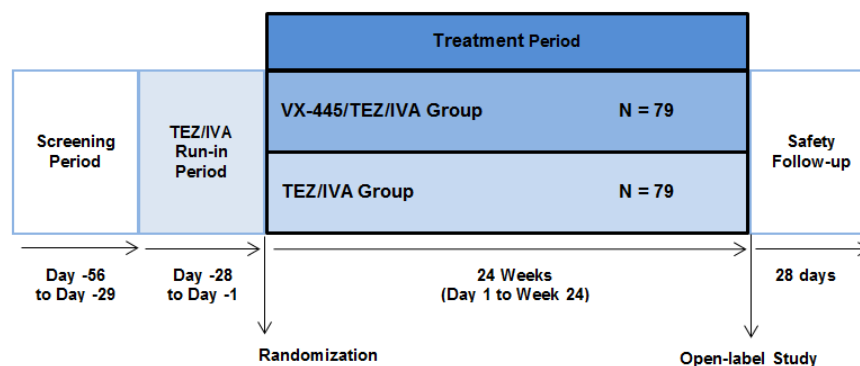 Treatment Period
Screening
Period
TEZ/IVA
Run-in
Period
VX-445/TEZ/IVA Group N = 79
TEZ/IVA Group N = 79
Safety
Follow-up
Day -56
to Day -29
Day -28
to Day -1
24 Weeks
(Day 1 to Week 24)
28 days
Randomization
Open-label Study